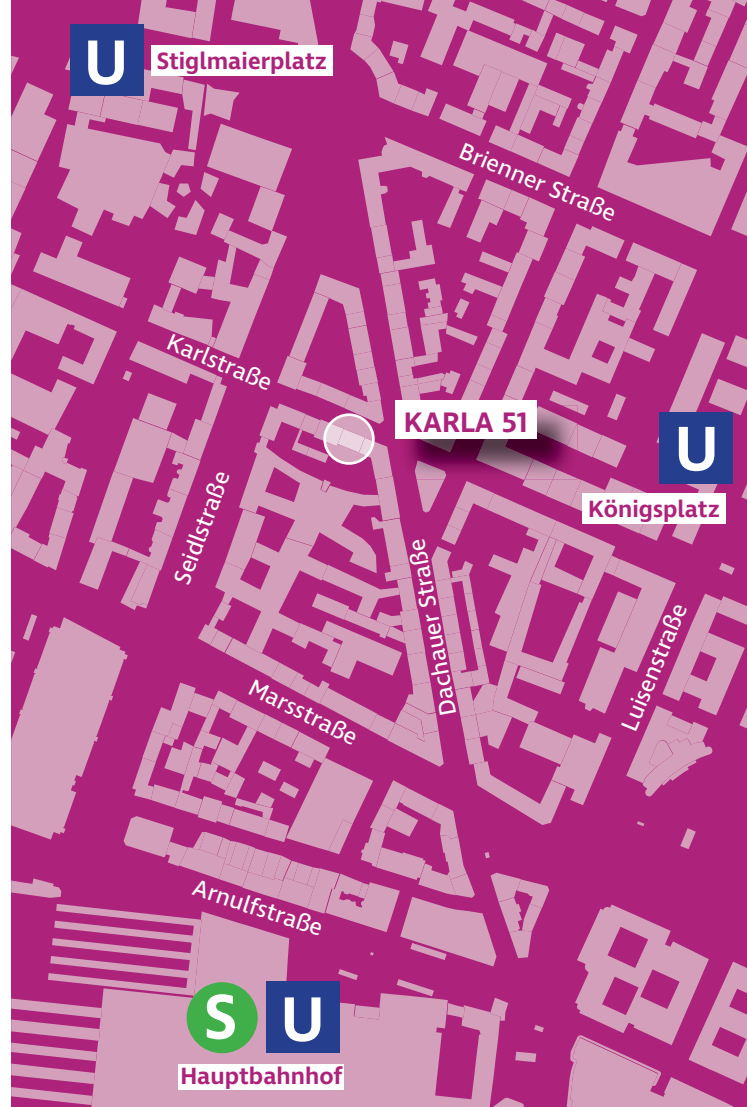 U
Stiglmaierplatz
Brienner Straße
Karlstraße
KARLA 51
U
Königsplatz
Seidlstraße
Dachauer Straße
Luisenstraße
Marsstraße
Arnulfstraße
S U
Hauptbahnhof